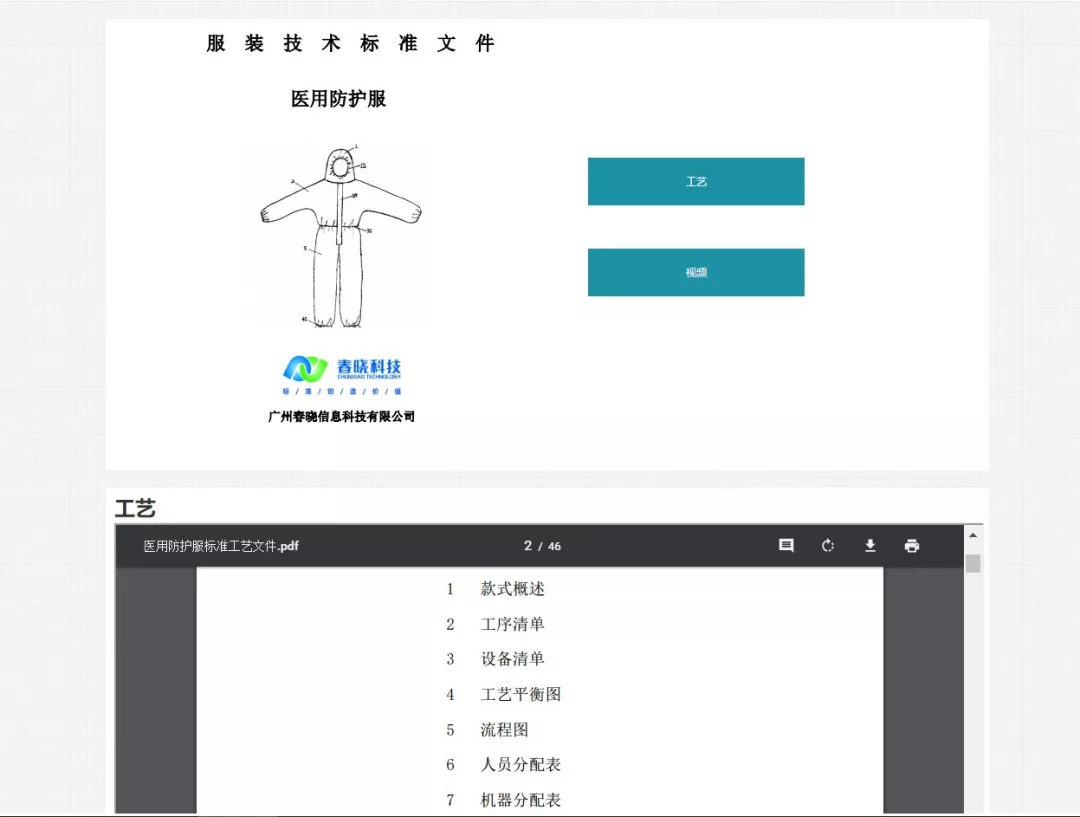 服装技术标准文件
医用防护服
1
2
5
春晓科技
CHUNXIAO TECHNOLOGY
标 / 准 / 创 / 造 / 价 / 值
广州春晓信息科技有限公司
工艺
视频
工艺
医用防护服标准工艺文件.pdf
2 / 46
1 款式概述
2 工序清单
3 设备清单
4 工艺平衡图
5 流程图
6 人员分配表
7 机器分配表